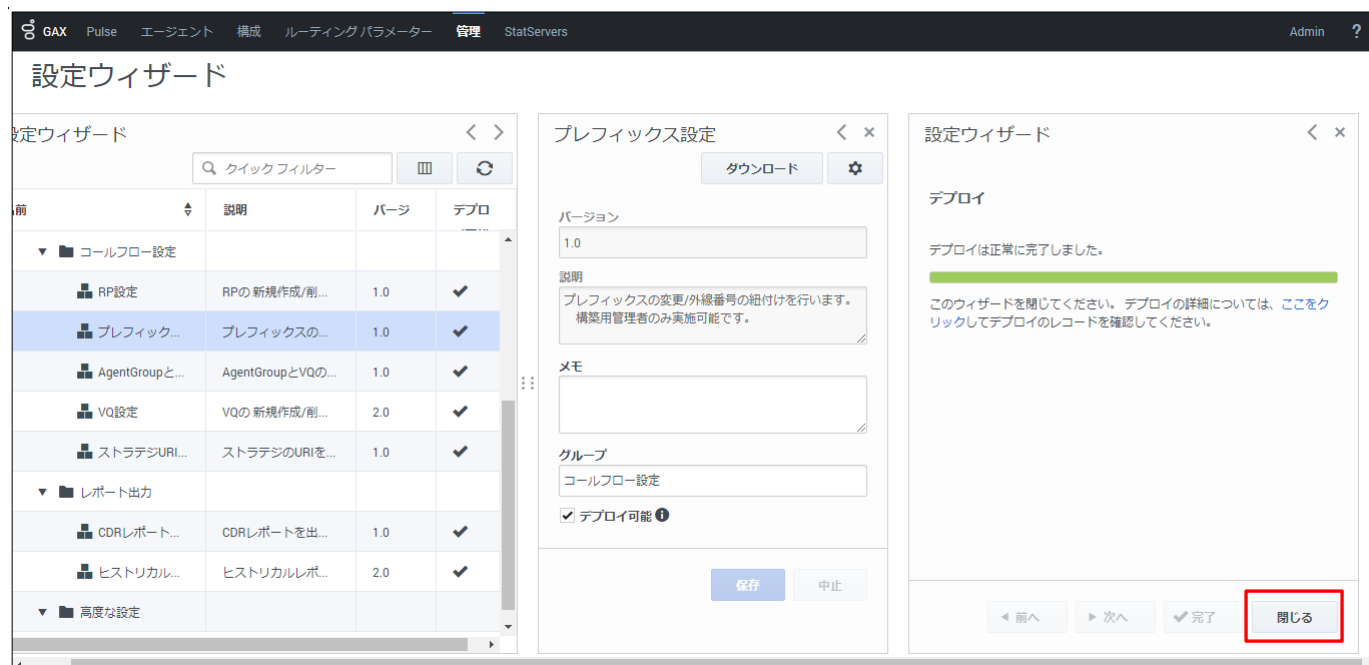 GAX Pulse エージェント 構成 ルーティング パラメーター 管理 StatServers Admin ?
設定ウィザード
設定ウィザード
クイック フィルター
名前 説明 バージ デプロ
コールフロー設定
RP設定 RPの 新規作成/削... 1.0
プレフィック... プレフィックスの... 1.0
AgentGroupと... AgentGroupとVQの... 1.0
VQ設定 VQの 新規作成/削... 2.0
ストラテジURI... ストラテジのURIを... 1.0
レポート出力
CDRレポート... CDRレポートを出... 1.0
ヒストリカル... ヒストリカルレポ... 2.0
高度な設定
プレフィックス設定
ダウンロード
バージョン
1.0
説明
プレフィックスの変更/外線番号の紐付けを行います。
構築用管理者のみ実施可能です。
メモ
グループ
コールフロー設定
デプロイ可能
保存 中止
設定ウィザード
デプロイ
デプロイは正常に完了しました。
このウィザードを閉じてください。 デプロイの詳細については、ここをク
リックしてデプロイのレコードを確認してください。
前へ 次へ 完了 閉じる